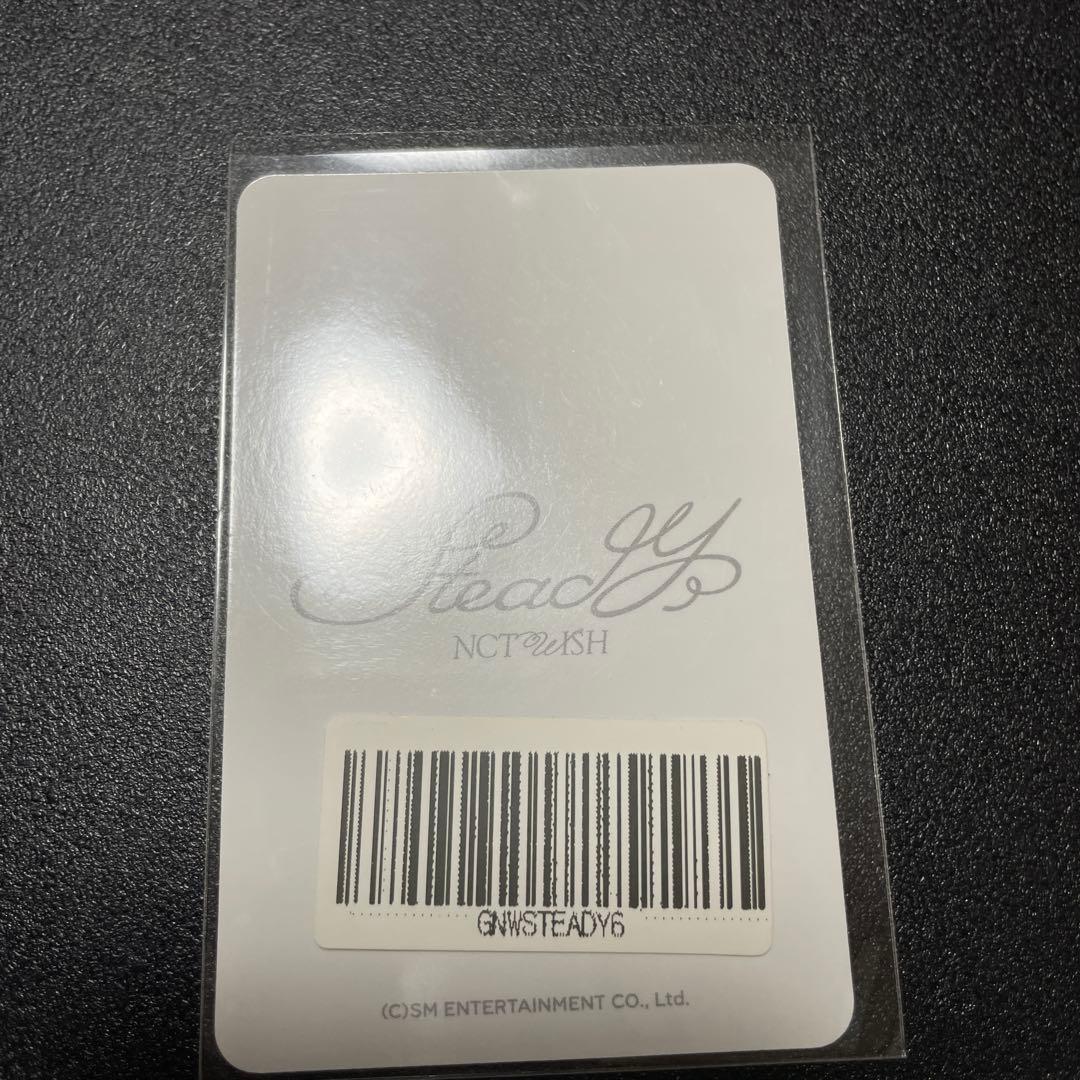 Steady
NCT WISH
GNWSTEADY6
(C)SM ENTERTAINMENT CO., Ltd.